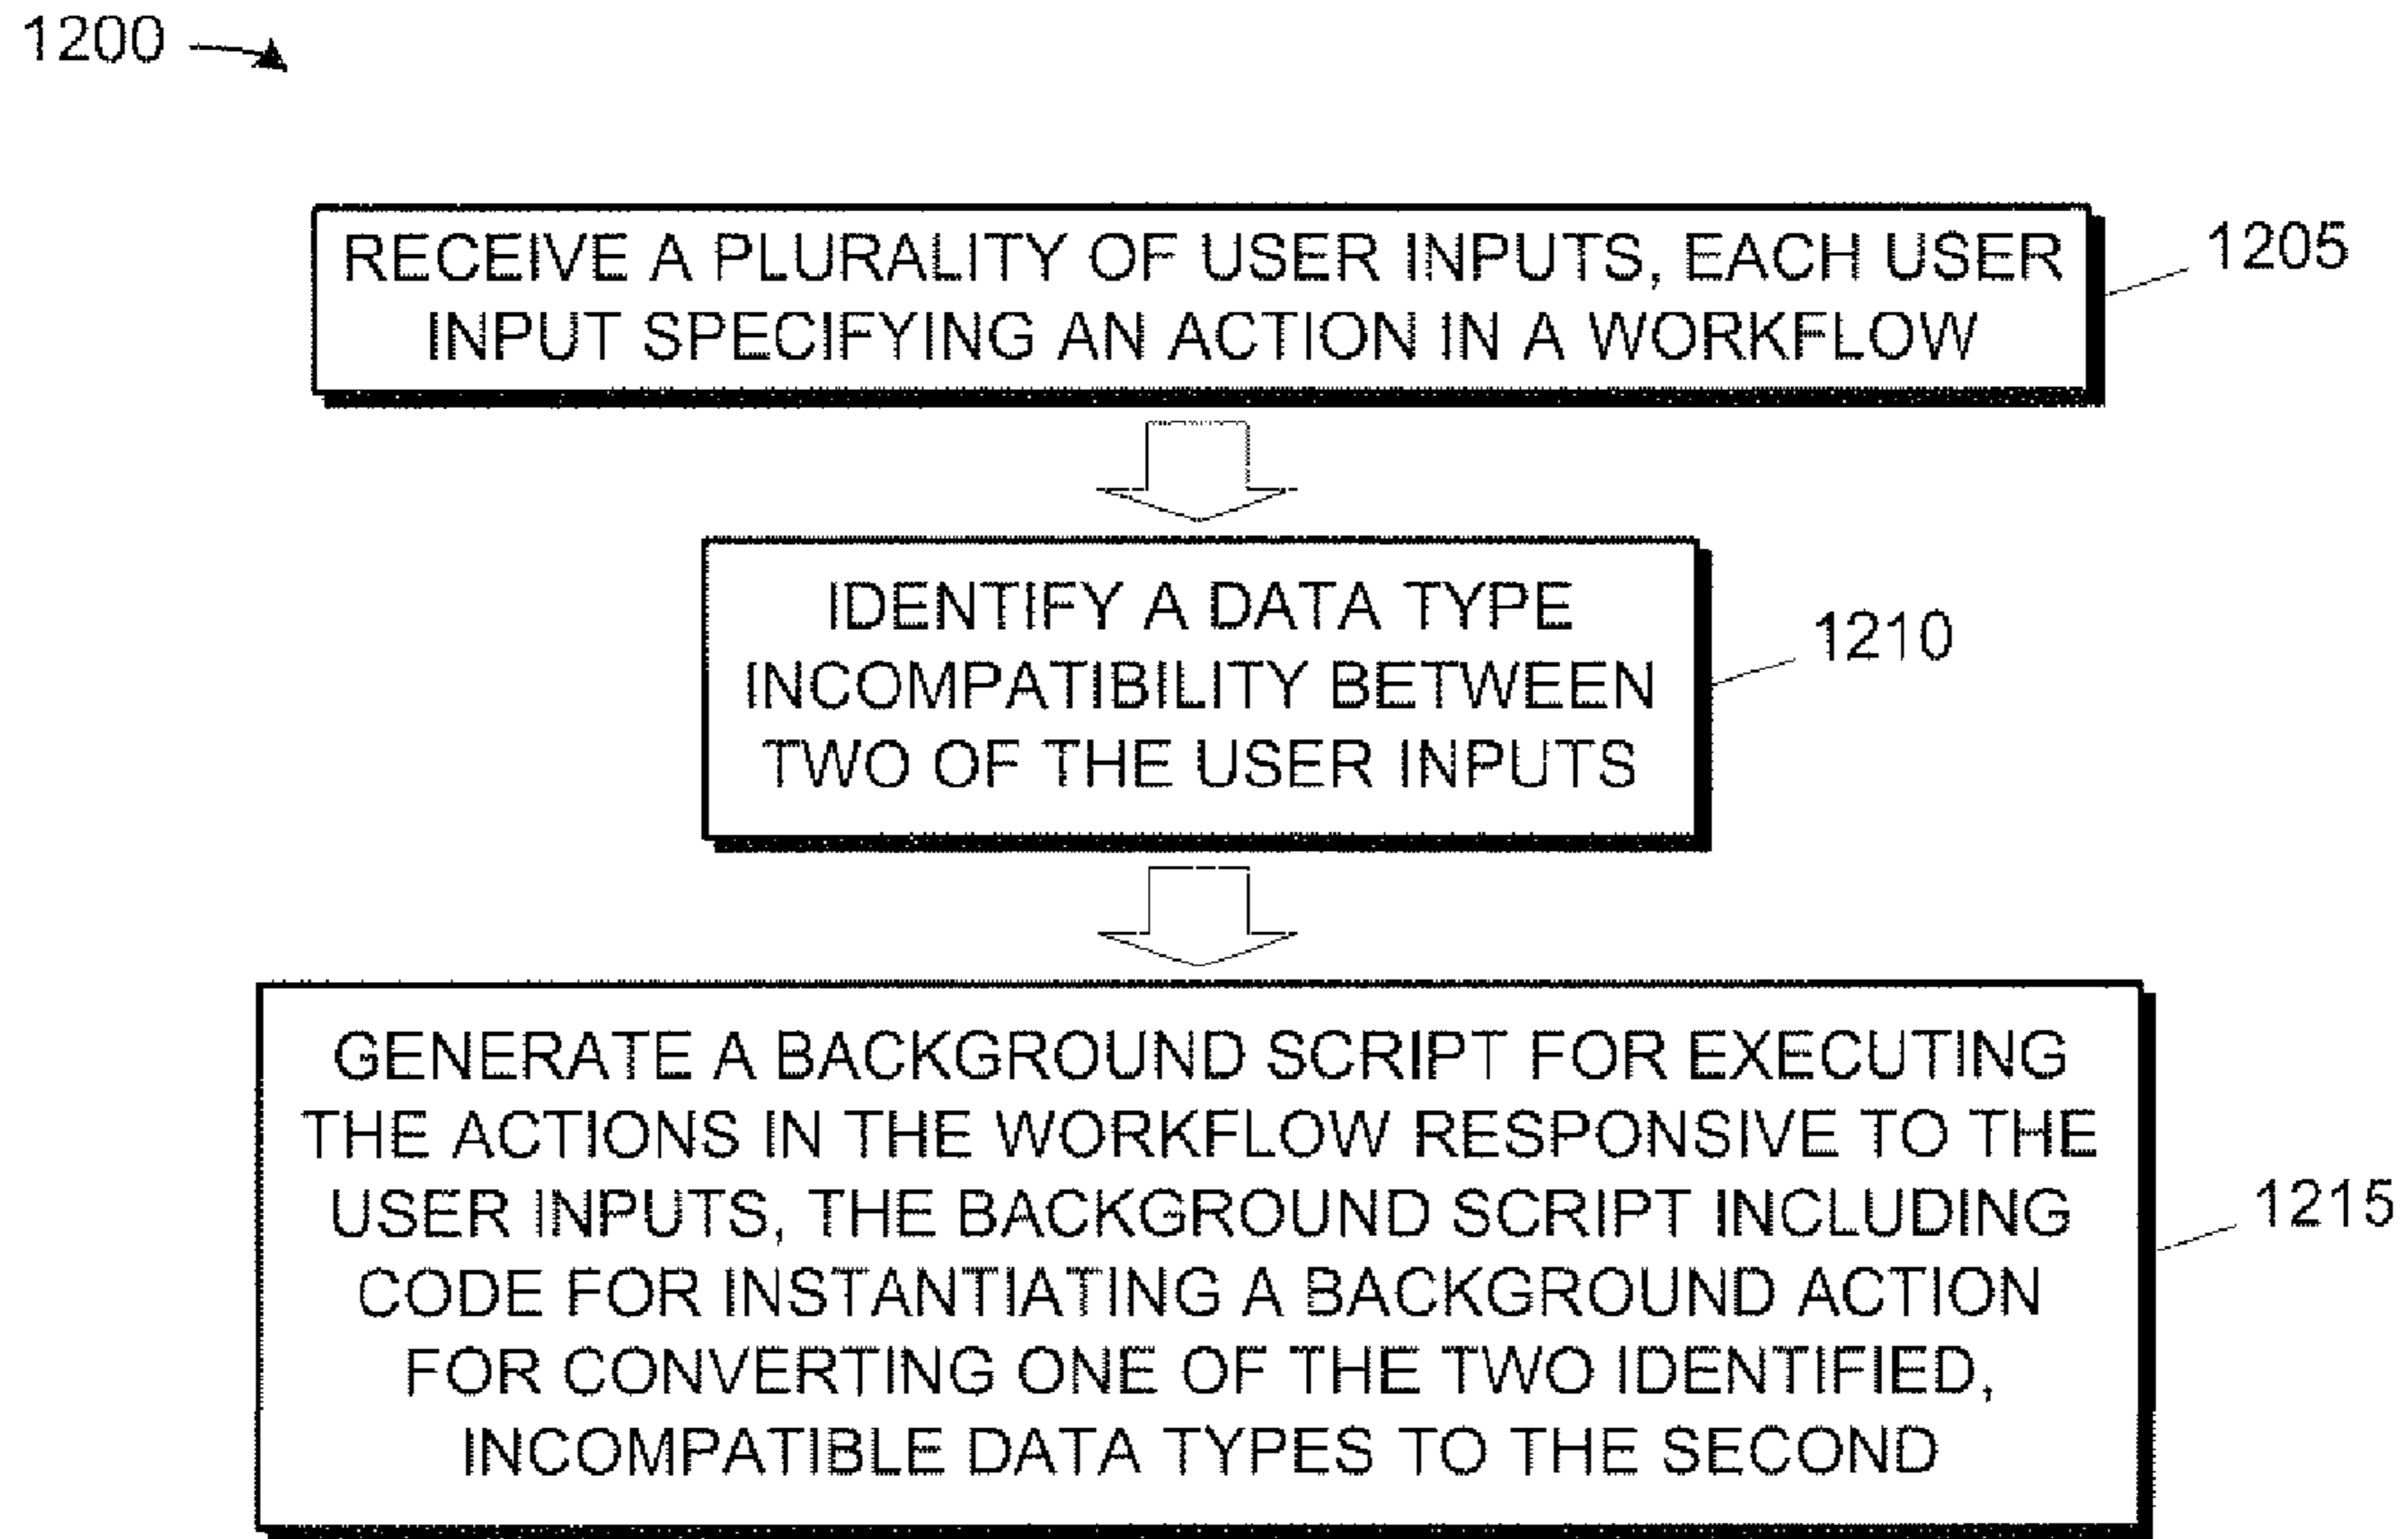 1200
RECEIVE A PLURALITY OF USER INPUTS, EACH USER
INPUT SPECIFYING AN ACTION IN A WORKFLOW
1205
IDENTIFY A DATA TYPE
INCOMPATIBILITY BETWEEN
TWO OF THE USER INPUTS
1210
GENERATE A BACKGROUND SCRIPT FOR EXECUTING
THE ACTIONS IN THE WORKFLOW RESPONSIVE TO THE
USER INPUTS, THE BACKGROUND SCRIPT INCLUDING
CODE FOR INSTANTIATING A BACKGROUND ACTION
FOR CONVERTING ONE OF THE TWO IDENTIFIED,
INCOMPATIBLE DATA TYPES TO THE SECOND
1215